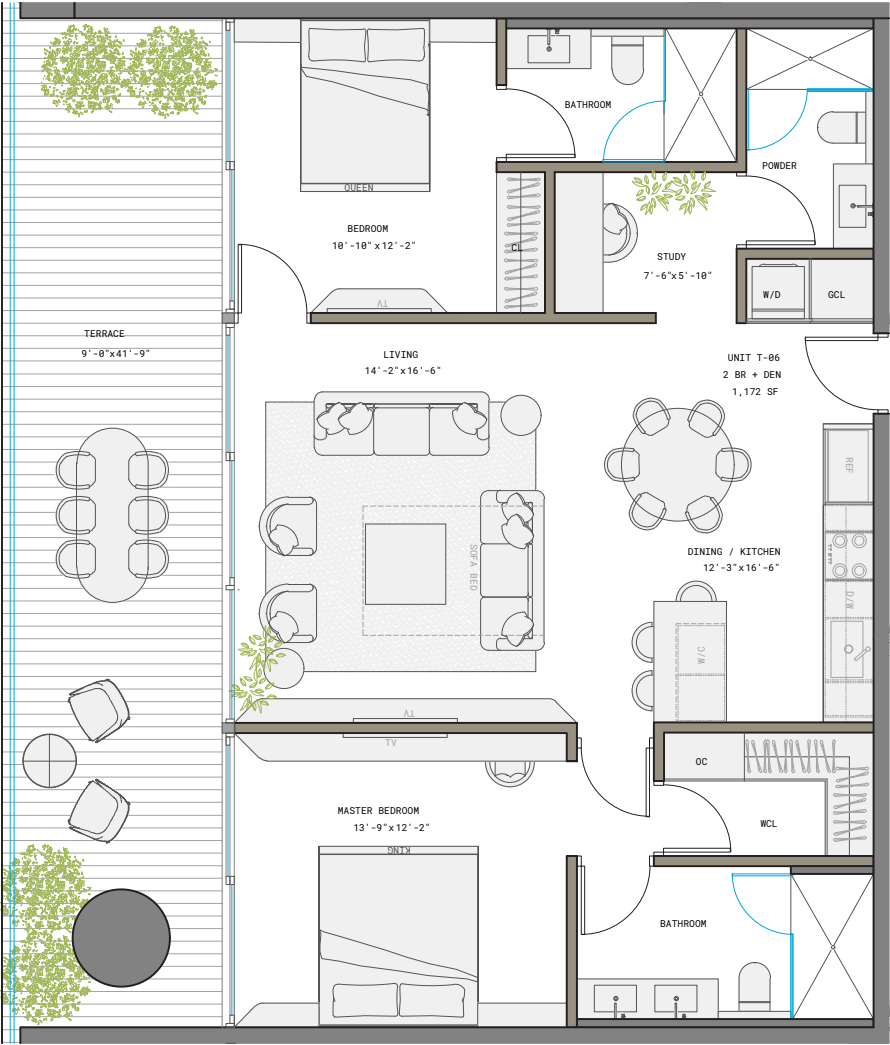 BATHROOM
POWDER
QUEEN
BEDROOM
10'-10"x12'-2"
CL
STUDY
7'-6"x5'-10"
W/D
GCL
TV
TERRACE
9'-0"x41'-9"
LIVING
14'-2"x16'-6"
UNIT T-06
2 BR + DEN
1,172 SF
REF
SOFA BED
DINING / KITCHEN
12'-3"x16'-6"
D/W
W/C
TV
TV
OC
WCL
MASTER BEDROOM
13'-9"x12'-2"
KING
BATHROOM